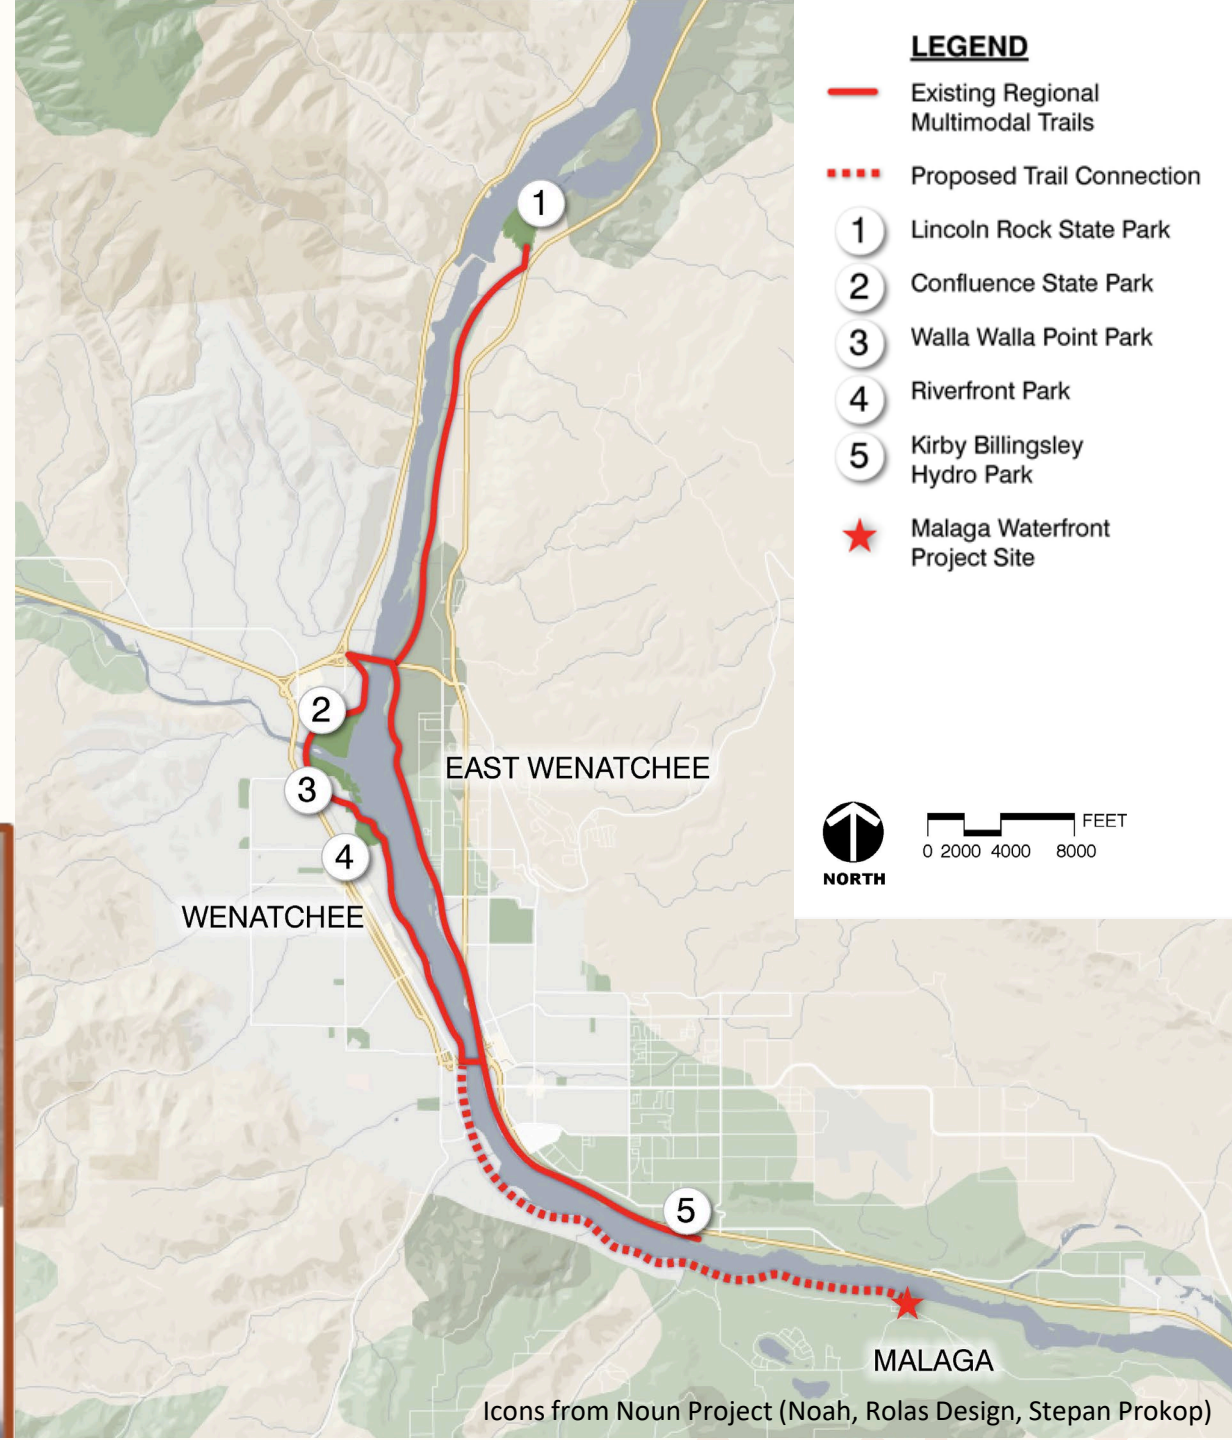 LEGEND
Existing Regional
Multimodal Trails
Proposed Trail Connection
1 Lincoln Rock State Park
2 Confluence State Park
3 Walla Walla Point Park
4 Riverfront Park
5 Kirby Billingsley
Hydro Park
Malaga Waterfront
Project Site
NORTH
FEET
0 2000 4000 8000
1
2
EAST WENATCHEE
3
4
WENATCHEE
5
MALAGA
Icons from Noun Project (Noah, Rolas Design, Stepan Prokop)